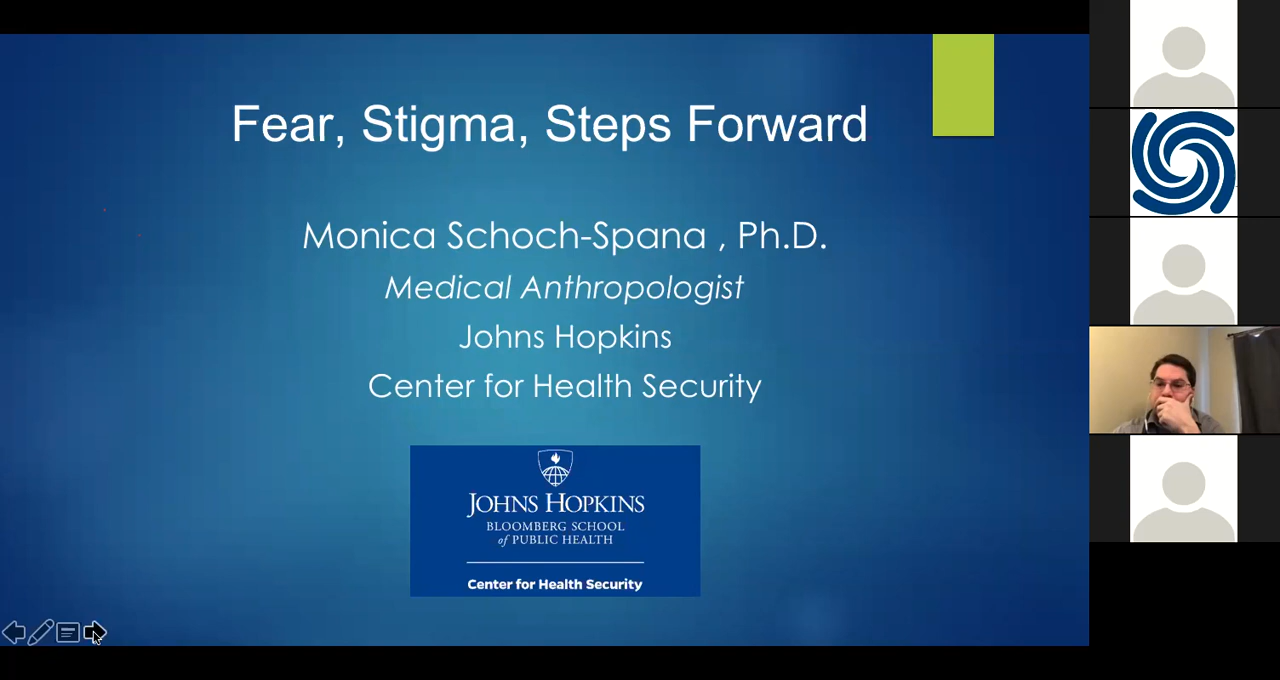 Fear, Stigma, Steps Forward
Monica Schoch-Spana , Ph.D.
Medical Anthropologist
Johns Hopkins
Center for Health Security
JOHNS HOPKINS
BLOOMBERG SCHOOL
of PUBLIC HEALTH
Center for Health Security